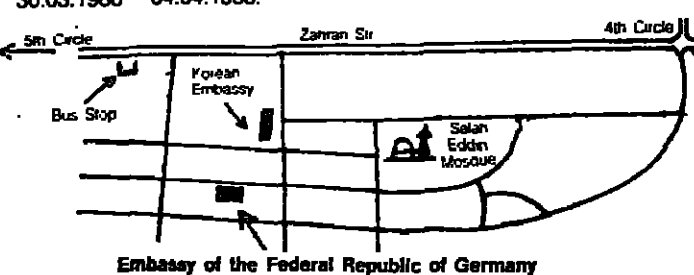 5th Circle
Zahran Str
4th Circle
Korean
Embassy
Bus Stop
Salah
Eddin
Mosque
Embassy of the Federal Republic of Germany